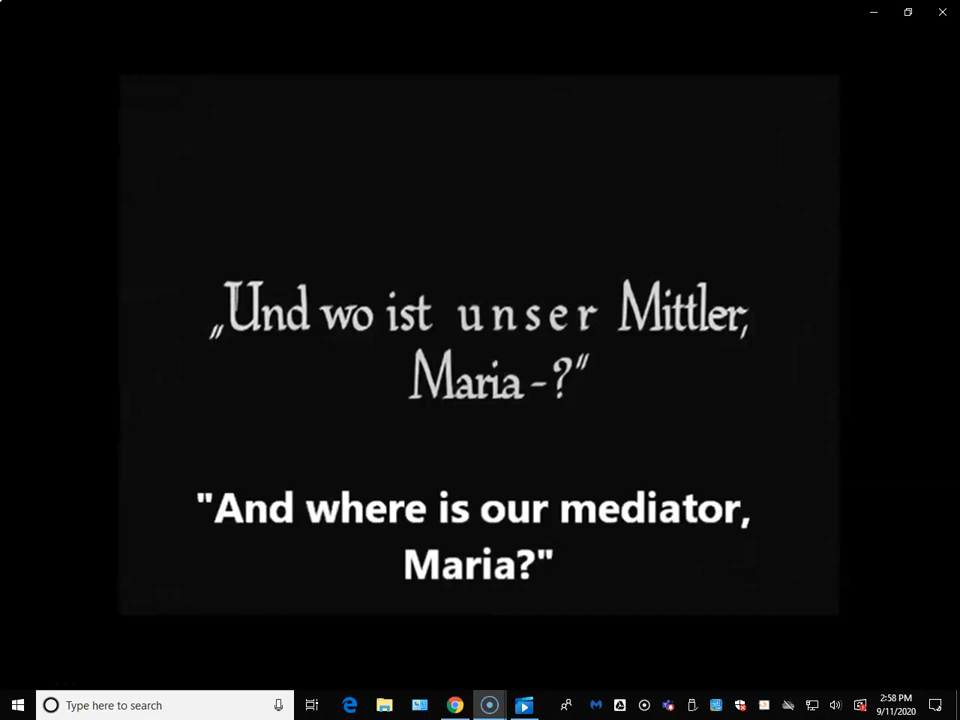 „Und wo ist unser Mittler,
Maria-?"
"And where is our mediator,
Maria?"
Type here to search
2:58 PM
9/11/2020